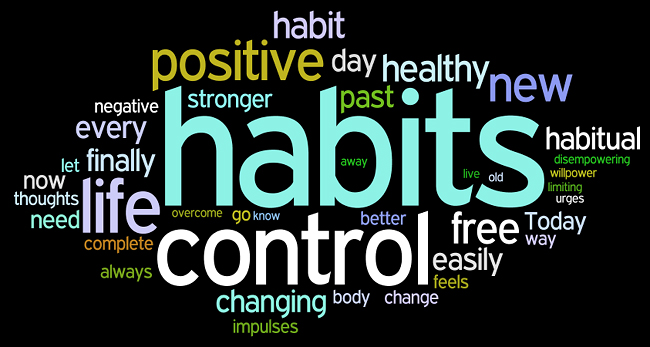 habit
positive day healthy new
negative stronger past
every habits habitual
let finally away disempowering
now live old willpower
thoughts life limiting
need overcome go know better free Today urges
complete control way
always easily
changing body change feels
impulses